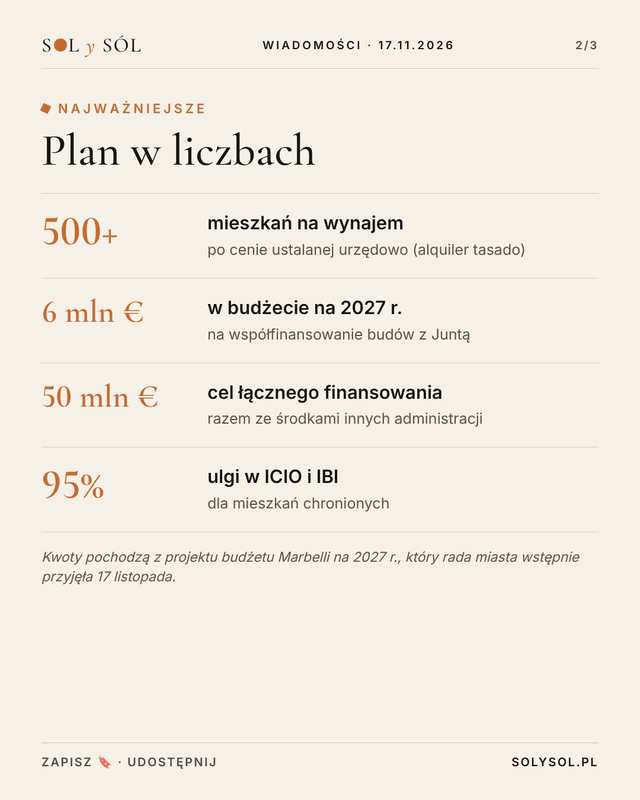 SOL y SÓL
WIADOMOŚCI · 17.11.2026
2/3
NAJWAŻNIEJSZE
Plan w liczbach
500+
mieszkań na wynajem
po cenie ustalanej urzędowo (alquiler tasado)
6 mln €
w budżecie na 2027 r.
na współfinansowanie budów z Juntą
50 mln €
cel łącznego finansowania
razem ze środkami innych administracji
95%
ulgi w ICIO i IBI
dla mieszkań chronionych
Kwoty pochodzą z projektu budżetu Marbelli na 2027 r., który rada miasta wstępnie
przyjęła 17 listopada.
ZAPISZ 🔖 · UDOSTĘPNIJ
SOLYSOL.PL